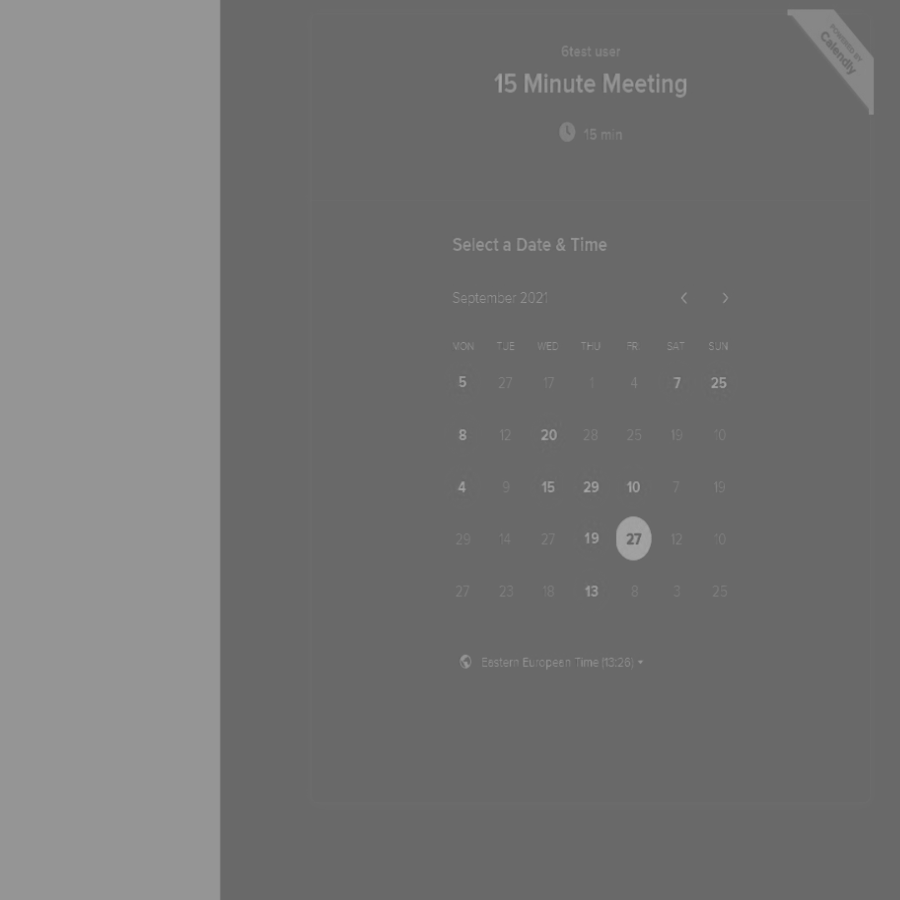 POWERED BY
Calendly
6test user
15 Minute Meeting
15 min
Select a Date & Time
September 2021
MON TUE WED THU FRI SAT SUN
5 27 17 1 4 7 25
8 12 20 28 25 19 10
4 9 15 29 10 7 19
29 14 27 19 27 12 10
27 23 18 13 8 3 25
Eastern European Time (13:26)